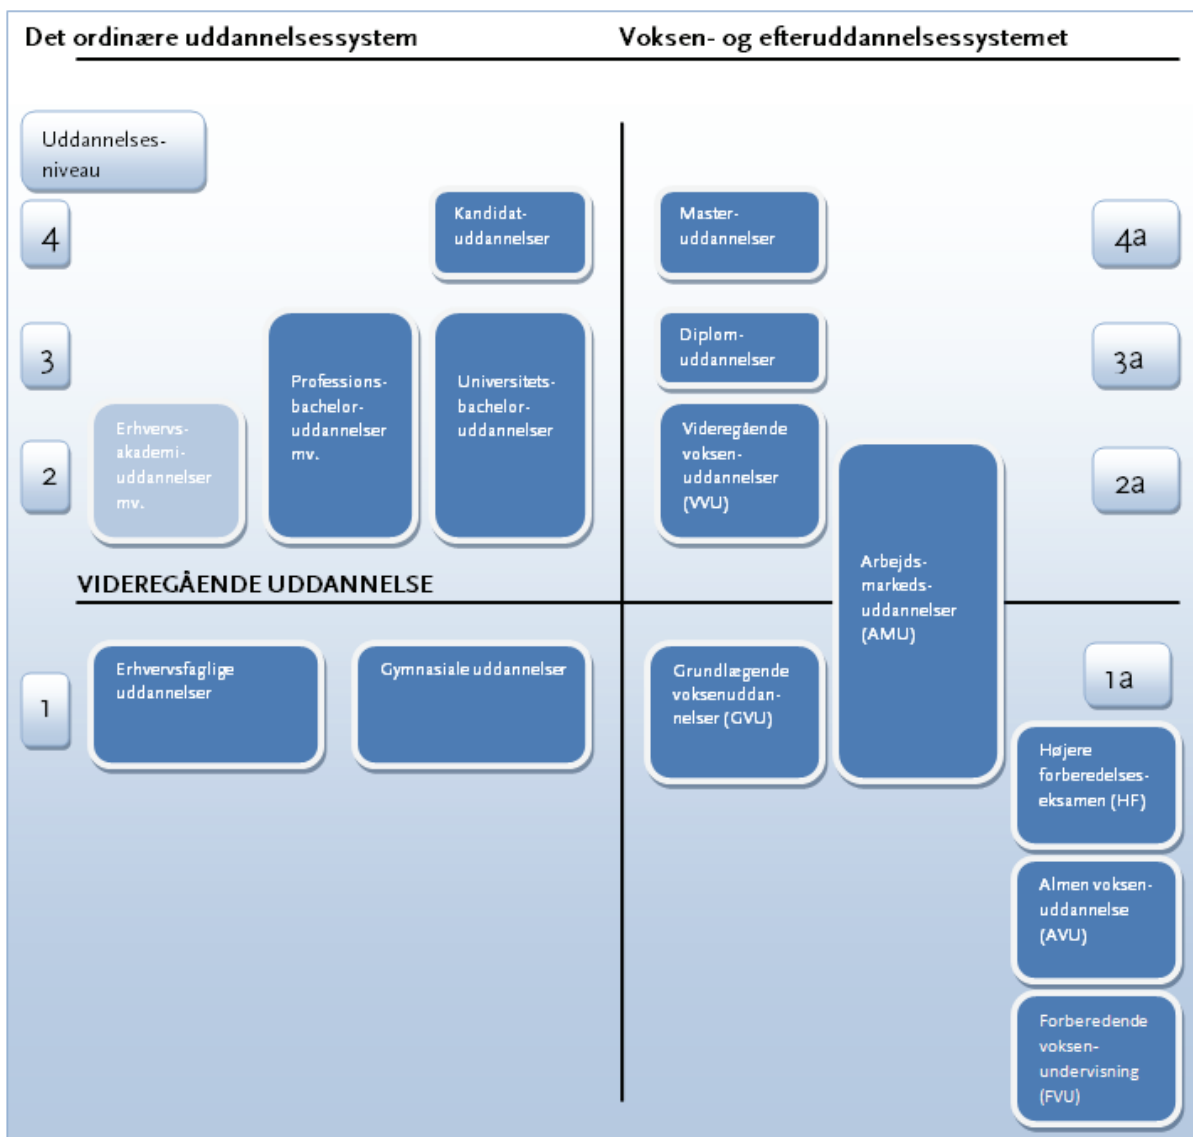 Det ordinære uddannelsessystem
Voksen- og efteruddannelsessystemet
Uddannelses-
niveau
4
Kandidat-
uddannelser
Master-
uddannelser
4a
3
Professions-
bachelor-
uddannelser
mv.
Universitets-
bachelor-
uddannelser
Diplom-
uddannelser
3a
2
Erhvervs-
akademi-
uddannelser
mv.
Videregående
voksen-
uddannelser
(VVU)
2a
Arbejds-
markeds-
uddannelser
(AMU)
VIDEREGÅENDE UDDANNELSE
1
Erhvervsfaglige
uddannelser
Gymnasiale uddannelser
Grundlægende
voksenuddan-
nelser (GVU)
1a
Højere
forberedelses-
eksamen (HF)
Almen voksen-
uddannelse
(AVU)
Forberedende
voksen-
undervisning
(FVU)